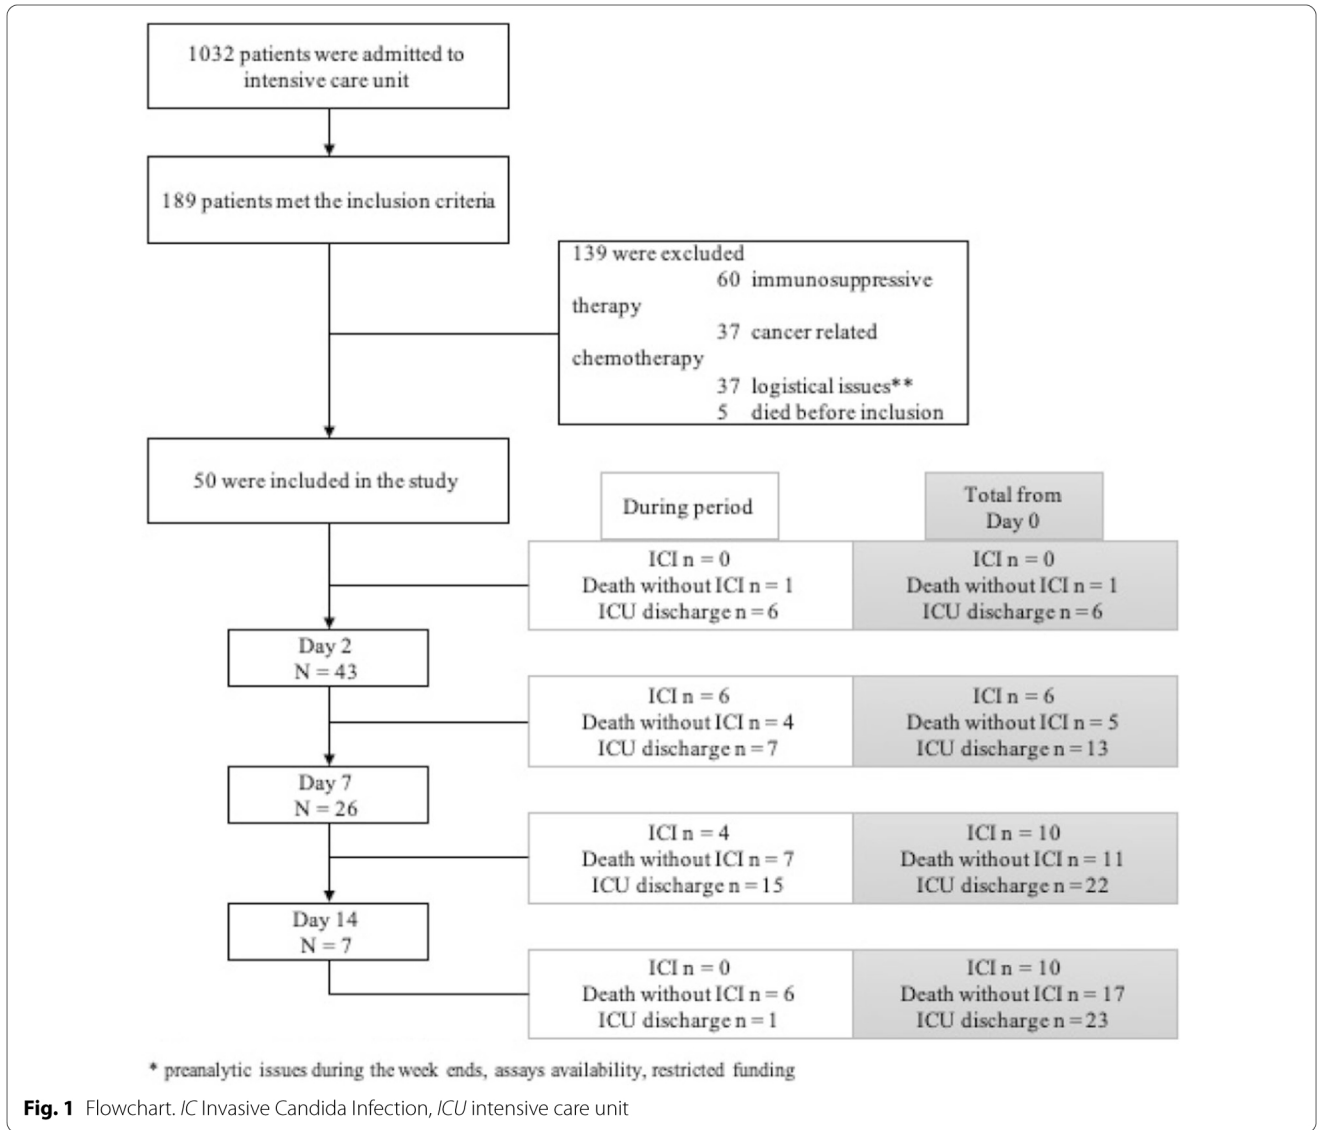 1032 patients were admitted to
intensive care unit
189 patients met the inclusion criteria
139 were excluded
60 immunosuppressive
therapy
37 cancer related
chemotherapy
37 logistical issues**
5 died before inclusion
50 were included in the study
During period
Total from
Day 0
ICI n = 0
Death without ICI n = 1
ICU discharge n = 6
ICI n = 0
Death without ICI n = 1
ICU discharge n = 6
Day 2
N = 43
ICI n = 6
Death without ICI n = 4
ICU discharge n = 7
ICI n = 6
Death without ICI n = 5
ICU discharge n = 13
Day 7
N = 26
ICI n = 4
Death without ICI n = 7
ICU discharge n = 15
ICI n = 10
Death without ICI n = 11
ICU discharge n = 22
Day 14
N = 7
ICI n = 0
Death without ICI n = 6
ICU discharge n = 1
ICI n = 10
Death without ICI n = 17
ICU discharge n = 23
* preanalytic issues during the week ends, assays availability, restricted funding
Fig. 1 Flowchart. IC Invasive Candida Infection, ICU intensive care unit